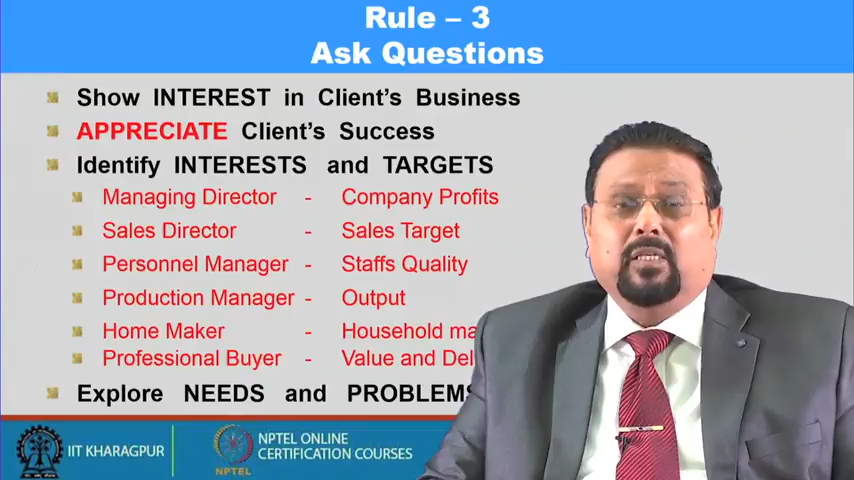 Rule – 3
Ask Questions
Show INTEREST in Client's Business
APPRECIATE Client's Success
Identify INTERESTS and TARGETS
Managing Director - Company Profits
Sales Director - Sales Target
Personnel Manager - Staffs Quality
Production Manager - Output
Home Maker - Household
Professional Buyer - Value and
Explore NEEDS and PROBLEMS
IIT KHARAGPUR
NPTEL ONLINE
CERTIFICATION COURSES
NPTEL